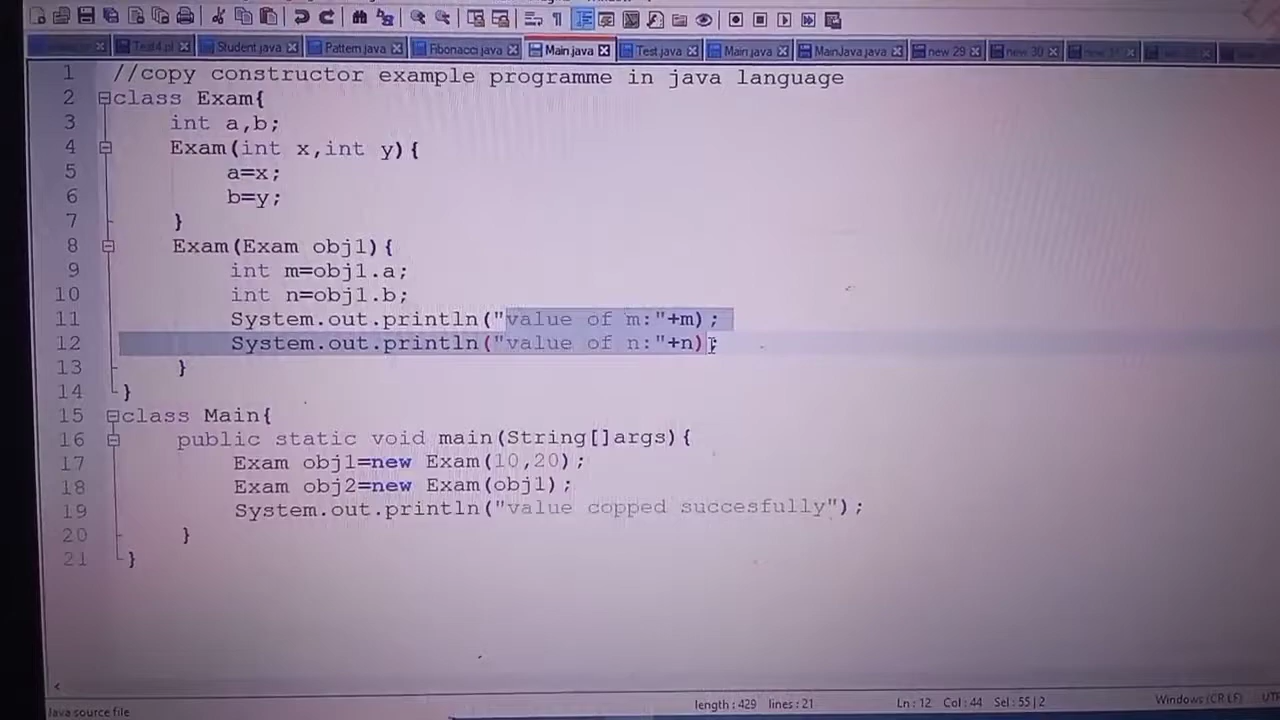 Test4.pl Student.java Pattern.java Fibonacci.java Main.java Test.java Main.java MainJava.java new 29 new 30
1 //copy constructor example programme in java language
2 class Exam{
3 int a,b;
4 Exam(int x,int y){
5 a=x;
6 b=y;
7 }
8 Exam(Exam obj1){
9 int m=obj1.a;
10 int n=obj1.b;
11 System.out.println("value of m:"+m);
12 System.out.println("value of n:"+n);
13 }
14 }
15 class Main{
16 public static void main(String[]args){
17 Exam obj1=new Exam(10,20);
18 Exam obj2=new Exam(obj1);
19 System.out.println("value copped succesfully");
20 }
21 }
Java source file length : 429 lines : 21 Ln : 12 Col : 44 Sel : 55 | 2 Windows (CR LF)